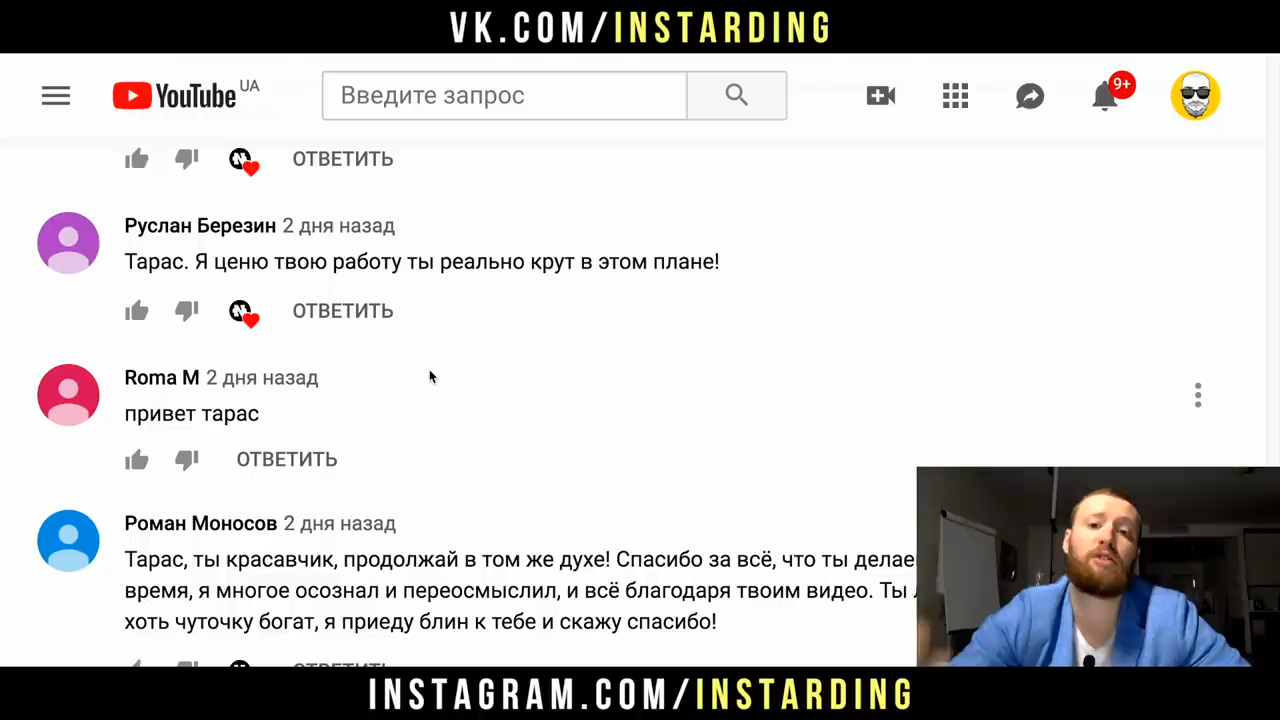 VK.COM/INSTARDING
YouTube UA
Введите запрос
9+
ОТВЕТИТЬ
Руслан Березин 2 дня назад
Тарас. Я ценю твою работу ты реально крут в этом плане!
ОТВЕТИТЬ
Roma M 2 дня назад
привет тарас
ОТВЕТИТЬ
Роман Моносов 2 дня назад
Тарас, ты красавчик, продолжай в том же духе! Спасибо за всё, что ты делае
время, я многое осознал и переосмыслил, и всё благодаря твоим видео. Ты
хоть чуточку богат, я приеду блин к тебе и скажу спасибо!
ОТВЕТИТЬ
INSTAGRAM.COM/INSTARDING